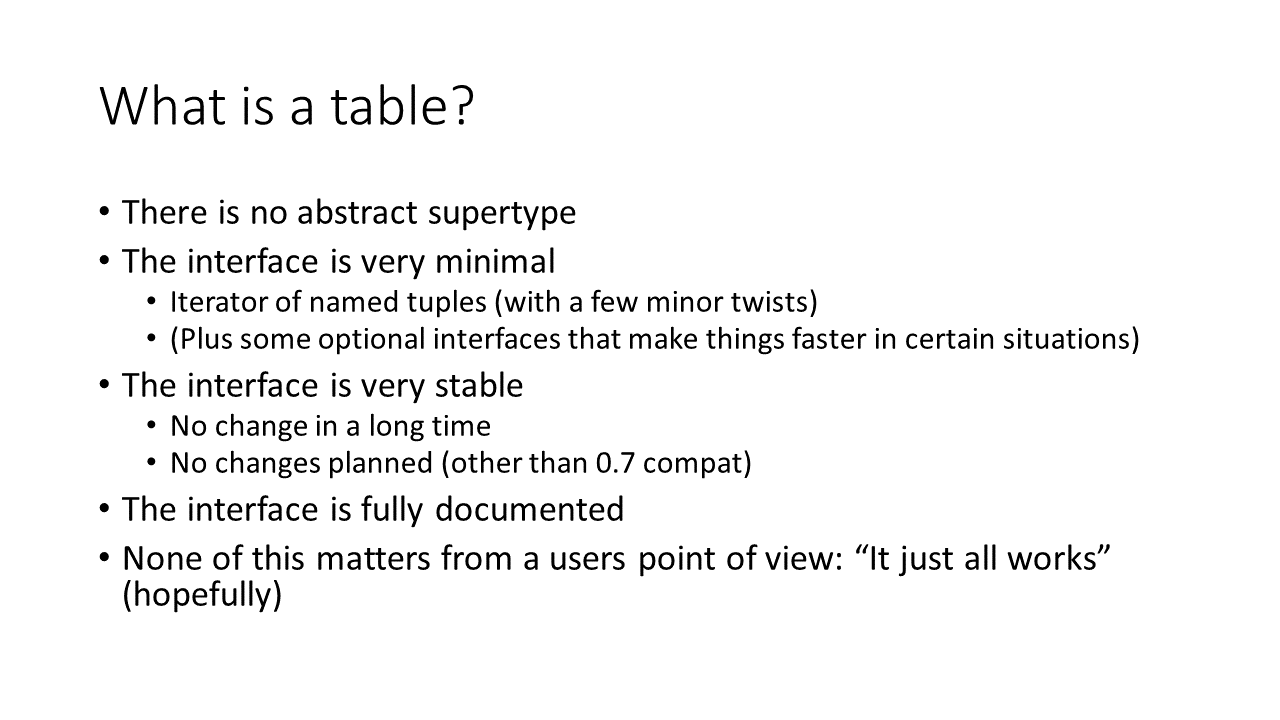 What is a table?
• There is no abstract supertype
• The interface is very minimal
• Iterator of named tuples (with a few minor twists)
• (Plus some optional interfaces that make things faster in certain situations)
• The interface is very stable
• No change in a long time
• No changes planned (other than 0.7 compat)
• The interface is fully documented
• None of this matters from a users point of view: “It just all works”
(hopefully)